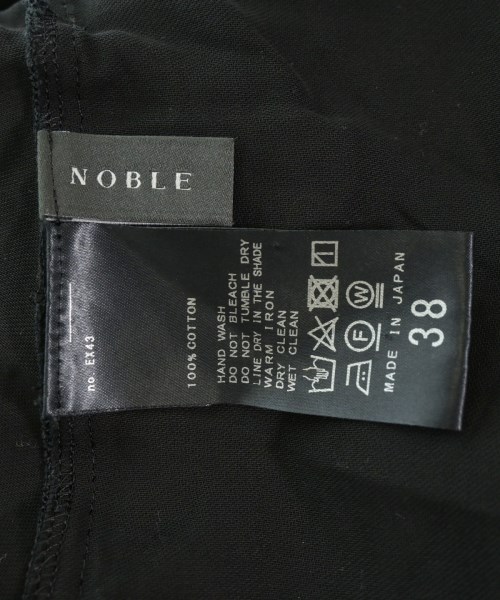 NOBLE
no. EX43
100% COTTON
HAND WASH
DO NOT BLEACH
DO NOT TUMBLE DRY
LINE DRY IN THE SHADE
WARM IRON
DRY CLEAN
WET CLEAN
F W
MADE IN JAPAN
38